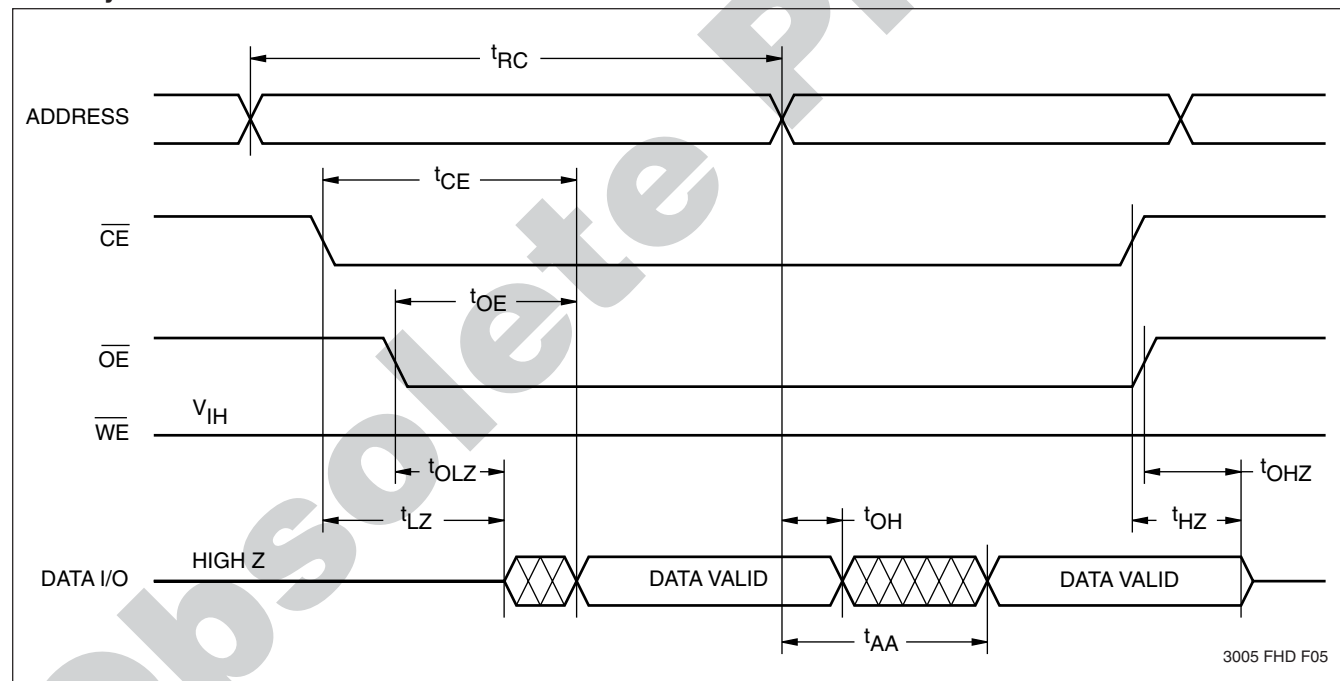 tRC
ADDRESS
tCE
CE
tOE
OE
VIH
WE
tOLZ
tOHZ
tLZ
tOH
tHZ
HIGH Z
DATA I/O
DATA VALID
DATA VALID
tAA
3005 FHD F05
Obsolete P